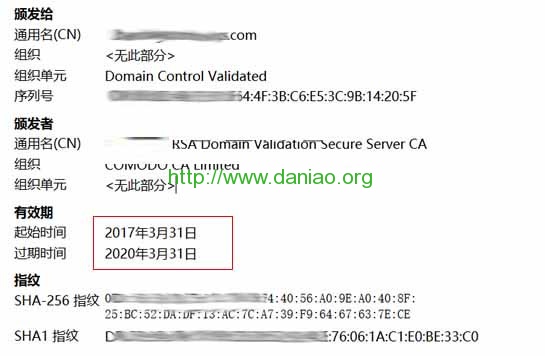 颁发给
通用名(CN) .com
组织 <无此部分>
组织单元 Domain Control Validated
序列号 64:4F:3B:C6:E5:3C:9B:14:20:5F
颁发者
通用名(CN) RSA Domain Validation Secure Server CA
组织 COMODO CA Limited
组织单元 <无此部分>
http://www.daniao.org
有效期
起始时间 2017年3月31日
过期时间 2020年3月31日
指纹
SHA-256 指纹 4:40:56:A0:9E:A0:40:8F:
25:BC:52:DA:DF:13:AC:7C:A7:39:F9:64:67:63:7E:CE
SHA1 指纹 :76:06:1A:C1:E0:BE:33:C0